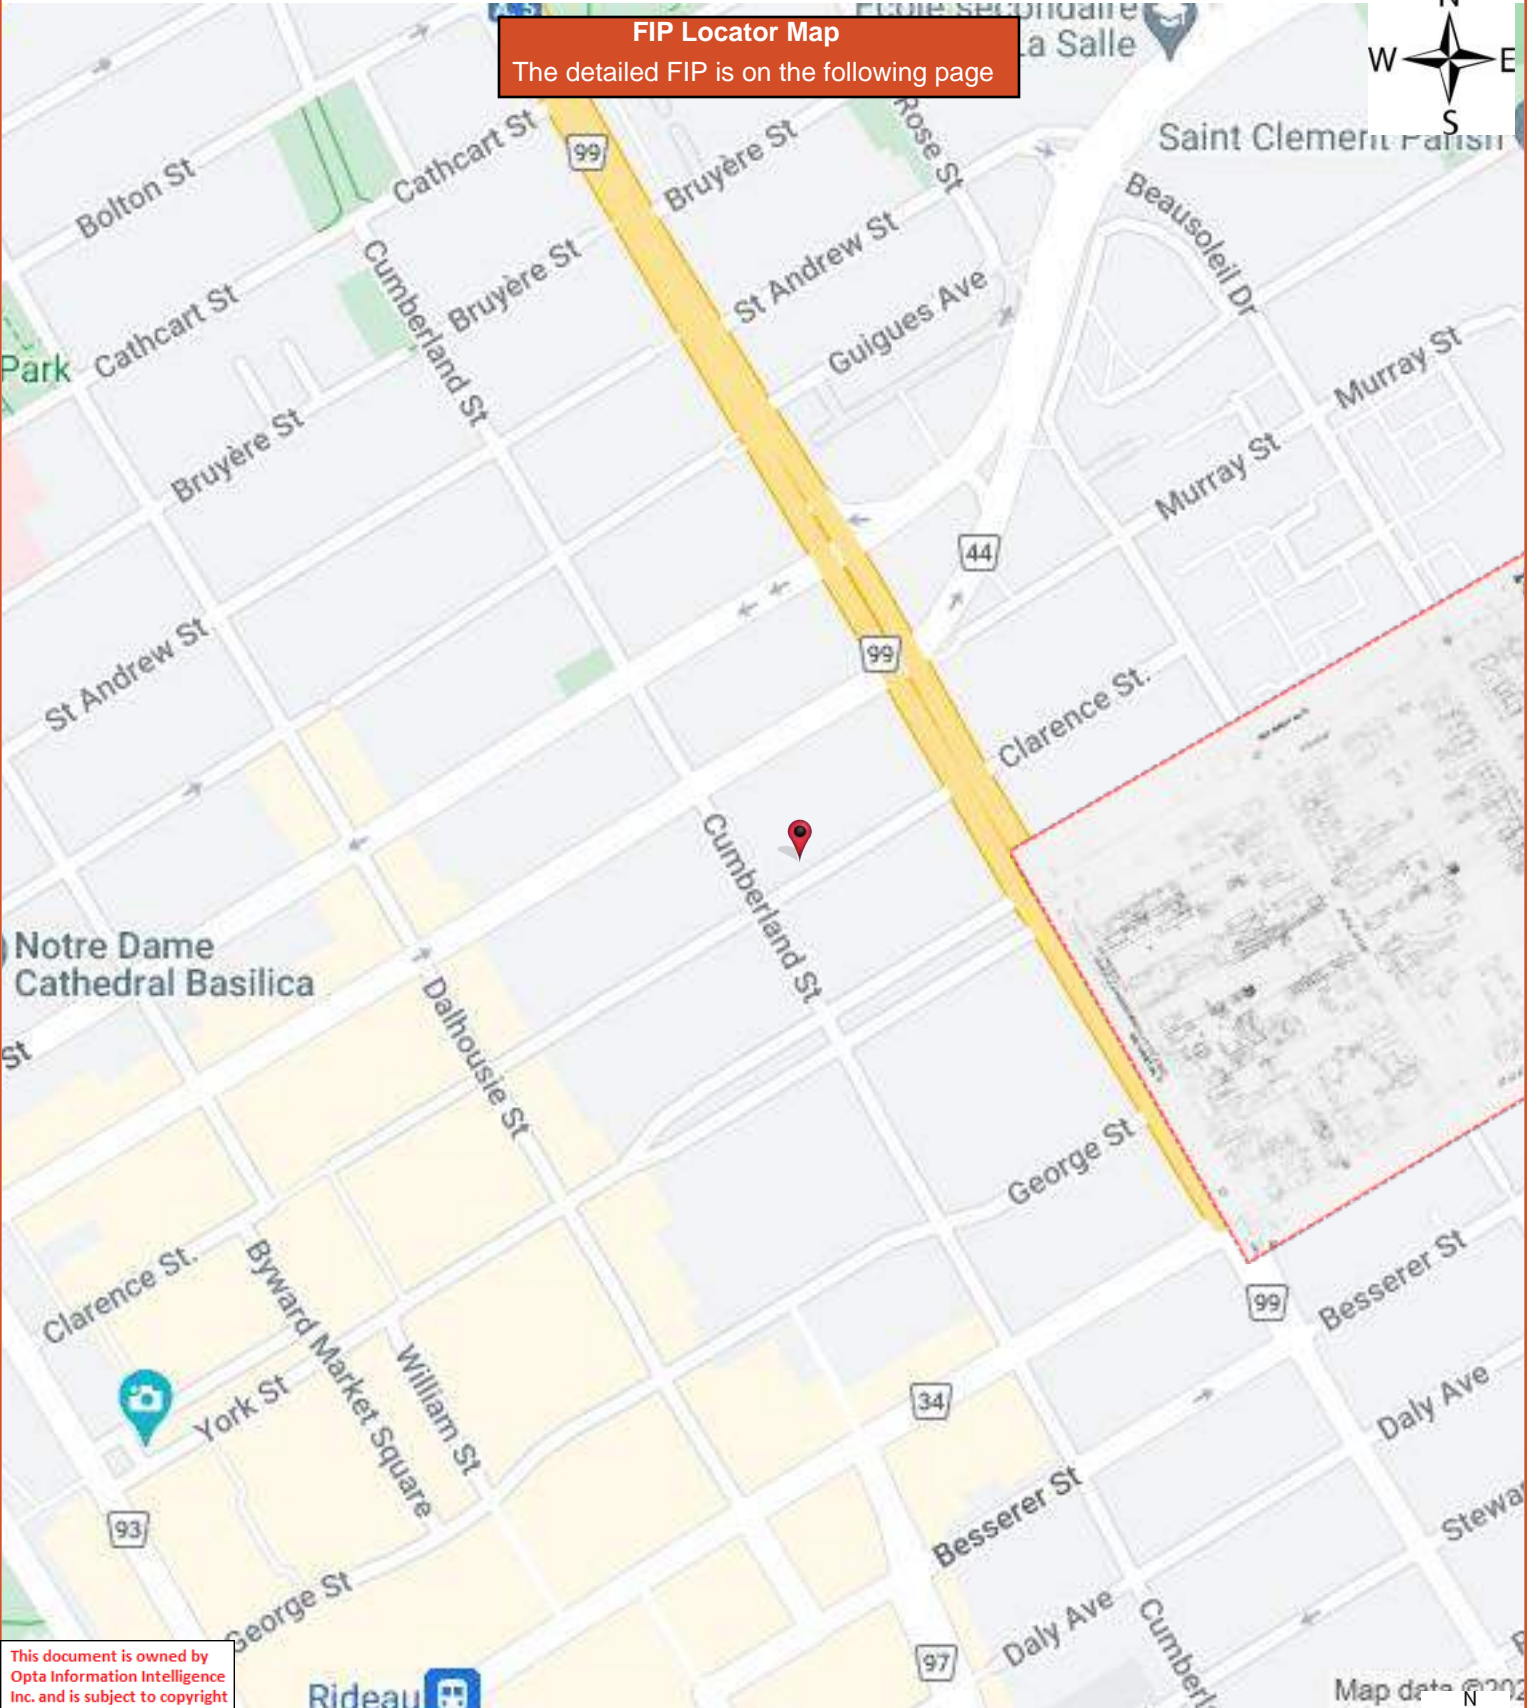 FIP Locator Map
The detailed FIP is on the following page
École secondaire
La Salle
N
W
E
S
Saint Clement Parish
99
Cathcart St
Bruyère St
Rose St
Bolton St
Beausoleil Dr
Cumberland St
Bruyère St
St Andrew St
Guigues Ave
Cathcart St
Park
Murray St
Bruyère St
Murray St
44
St Andrew St
99
Clarence St.
Cumberland St
Notre Dame
Cathedral Basilica
Dalhousie St
St
George St
Clarence St.
Byward Market Square
99
Besserer St
William St
York St
34
Daly Ave
93
Besserer St
George St
Daly Ave
Cumberl
97
This document is owned by
Opta Information Intelligence
Inc. and is subject to copyright
Rideau
Map data
N